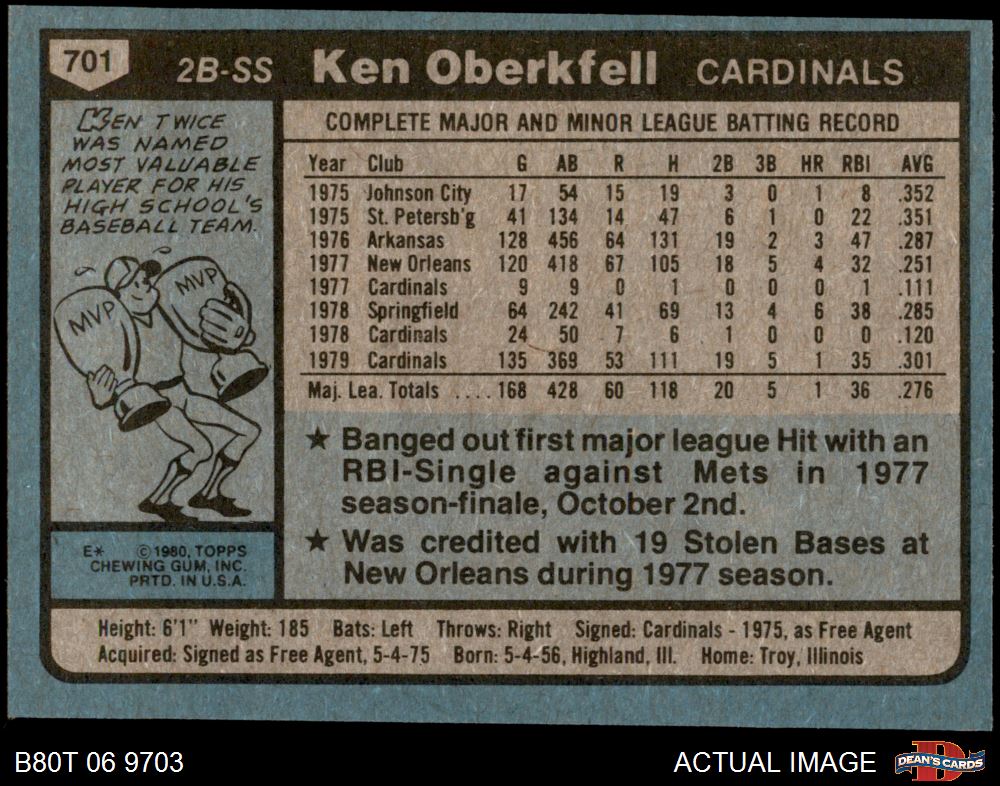 701 2B-SS Ken Oberkfell CARDINALS
KEN TWICE
WAS NAMED
MOST VALUABLE
PLAYER FOR HIS
HIGH SCHOOL'S
BASEBALL TEAM.
MVP MVP
E* © 1980, TOPPS
CHEWING GUM, INC.
PRTD. IN U.S.A.
COMPLETE MAJOR AND MINOR LEAGUE BATTING RECORD
Year Club G AB R H 2B 3B HR RBI AVG
1975 Johnson City 17 54 15 19 3 0 1 8 .352
1975 St. Petersb'g 41 134 14 47 6 1 0 22 .351
1976 Arkansas 128 456 64 131 19 2 3 47 .287
1977 New Orleans 120 418 67 105 18 5 4 32 .251
1977 Cardinals 9 9 0 1 0 0 0 1 .111
1978 Springfield 64 242 41 69 13 4 6 38 .285
1978 Cardinals 24 50 7 6 1 0 0 0 .120
1979 Cardinals 135 369 53 111 19 5 1 35 .301
Maj. Lea. Totals .... 168 428 60 118 20 5 1 36 .276
★ Banged out first major league Hit with an
RBI-Single against Mets in 1977
season-finale, October 2nd.
★ Was credited with 19 Stolen Bases at
New Orleans during 1977 season.
Height: 6'1" Weight: 185 Bats: Left Throws: Right Signed: Cardinals - 1975, as Free Agent
Acquired: Signed as Free Agent, 5-4-75 Born: 5-4-56, Highland, Ill. Home: Troy, Illinois
B80T 06 9703 ACTUAL IMAGE DEAN'S CARDS